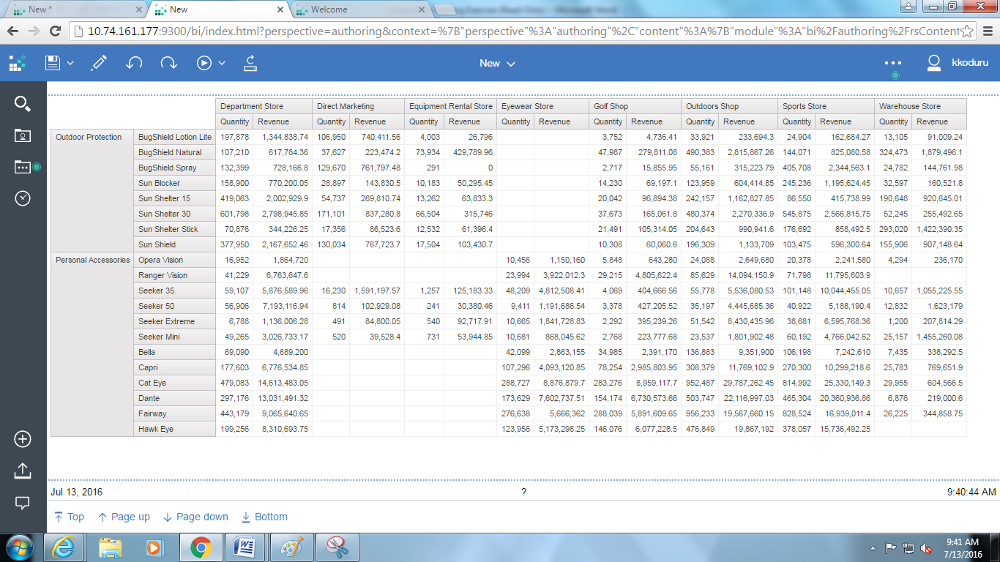 New *
New
Welcome
10.74.161.177:9300/bi/index.html?perspective=authoring&context=%7B"perspective"%3A"authoring"%2C"content"%3A%7B"module"%3A"bi%2Fauthoring%2FrsContent
New
kkoduru
Department Store Direct Marketing Equipment Rental Store Eyewear Store Golf Shop Outdoors Shop Sports Store Warehouse Store
Quantity Revenue Quantity Revenue Quantity Revenue Quantity Revenue Quantity Revenue Quantity Revenue Quantity Revenue Quantity Revenue
Outdoor Protection BugShield Lotion Lite 197,878 1,344,838.74 106,950 740,411.56 4,003 26,796 3,752 4,736.41 33,921 233,694.3 24,904 162,684.27 13,105 91,009.24
BugShield Natural 107,210 617,784.36 37,627 223,474.2 73,934 429,789.96 47,987 279,811.08 490,383 2,815,867.26 144,071 825,080.58 324,473 1,879,496.1
BugShield Spray 132,399 728,166.8 129,670 761,797.48 291 0 2,717 15,855.95 55,161 315,223.79 405,708 2,344,563.1 24,782 144,761.98
Sun Blocker 158,900 770,200.05 28,897 143,830.5 10,183 50,295.45 14,230 69,197.1 123,959 604,414.85 245,236 1,195,624.45 32,597 160,521.8
Sun Shelter 15 419,063 2,002,929.9 54,737 269,810.74 13,262 63,833.3 20,042 96,894.38 242,157 1,162,827.85 86,550 415,738.99 190,648 920,645.01
Sun Shelter 30 601,798 2,798,945.85 171,101 837,280.8 66,504 315,746 37,673 165,061.8 480,374 2,270,336.9 545,875 2,566,815.75 52,245 255,492.65
Sun Shelter Stick 70,876 344,226.25 17,356 86,523.6 12,532 61,396.4 21,491 105,314.05 204,643 990,941.6 176,692 858,492.5 293,020 1,422,390.35
Sun Shield 377,950 2,167,652.46 130,034 767,723.7 17,504 103,430.7 10,308 60,060.6 196,309 1,133,709 103,475 596,300.64 155,906 907,148.64
Personal Accessories Opera Vision 16,952 1,864,720 10,456 1,150,160 5,848 643,280 24,088 2,649,680 20,378 2,241,580 4,294 236,170
Ranger Vision 41,229 6,763,647.6 23,994 3,922,012.3 29,215 4,805,622.4 85,629 14,094,150.9 71,798 11,795,603.9
Seeker 35 59,107 5,876,589.96 16,230 1,591,197.57 1,257 125,183.33 48,209 4,812,508.41 4,069 404,666.56 55,778 5,536,080.53 101,148 10,044,455.05 10,657 1,055,225.55
Seeker 50 56,906 7,193,116.94 814 102,929.08 241 30,380.46 9,411 1,191,686.54 3,378 427,205.52 35,197 4,445,685.36 40,922 5,188,190.4 12,832 1,623,179
Seeker Extreme 6,788 1,136,006.28 491 84,800.05 540 92,717.91 10,665 1,841,728.83 2,292 395,239.26 51,542 8,430,435.96 38,681 6,595,768.36 1,200 207,814.29
Seeker Mini 49,265 3,026,733.17 520 39,528.4 731 53,944.85 10,681 868,045.62 2,768 223,777.68 23,537 1,801,902.48 60,192 4,766,042.62 25,157 1,455,260.08
Bella 69,090 4,689,200 42,099 2,863,155 34,985 2,391,170 136,883 9,351,900 106,198 7,242,610 7,435 338,292.5
Capri 177,603 6,776,534.85 107,296 4,093,120.85 78,254 2,985,803.95 308,379 11,769,102.9 270,300 10,299,218.6 25,783 769,651.9
Cat Eye 479,083 14,613,483.05 288,727 8,876,879.7 283,276 8,959,117.7 952,487 29,787,262.45 814,992 25,330,149.3 29,955 604,566.5
Dante 297,176 13,031,491.32 173,629 7,602,737.51 154,174 6,730,573.66 503,747 22,116,997.03 465,304 20,360,936.86 6,876 219,000.6
Fairway 443,179 9,065,640.65 276,638 5,666,362 288,039 5,891,609.65 956,233 19,567,660.15 828,524 16,939,011.4 26,225 344,858.75
Hawk Eye 199,256 8,310,693.75 123,956 5,173,298.25 146,076 6,077,228.5 476,849 19,867,192 378,057 15,736,492.25
Jul 13, 2016 ? 9:40:44 AM
Top Page up Page down Bottom
9:41 AM
7/13/2016